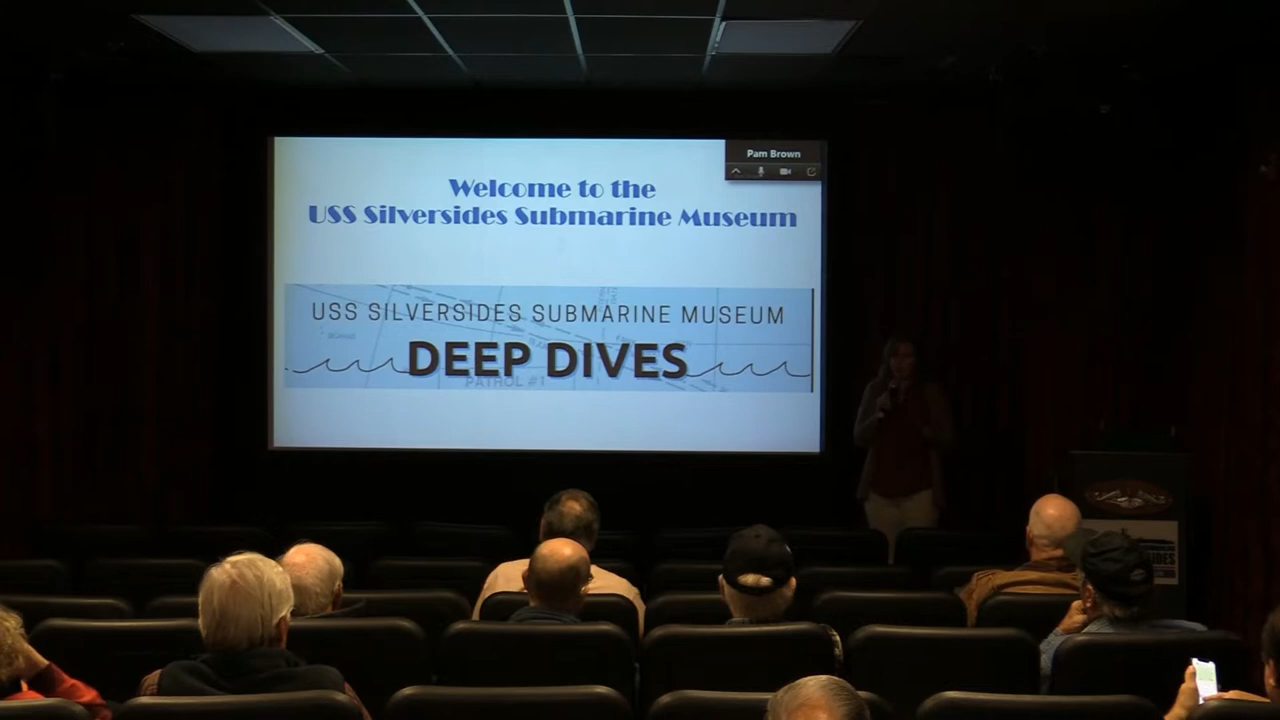 Pam Brown
Welcome to the
USS Silversides Submarine Museum
USS SILVERSIDES SUBMARINE MUSEUM
DEEP DIVES
PATROL #1